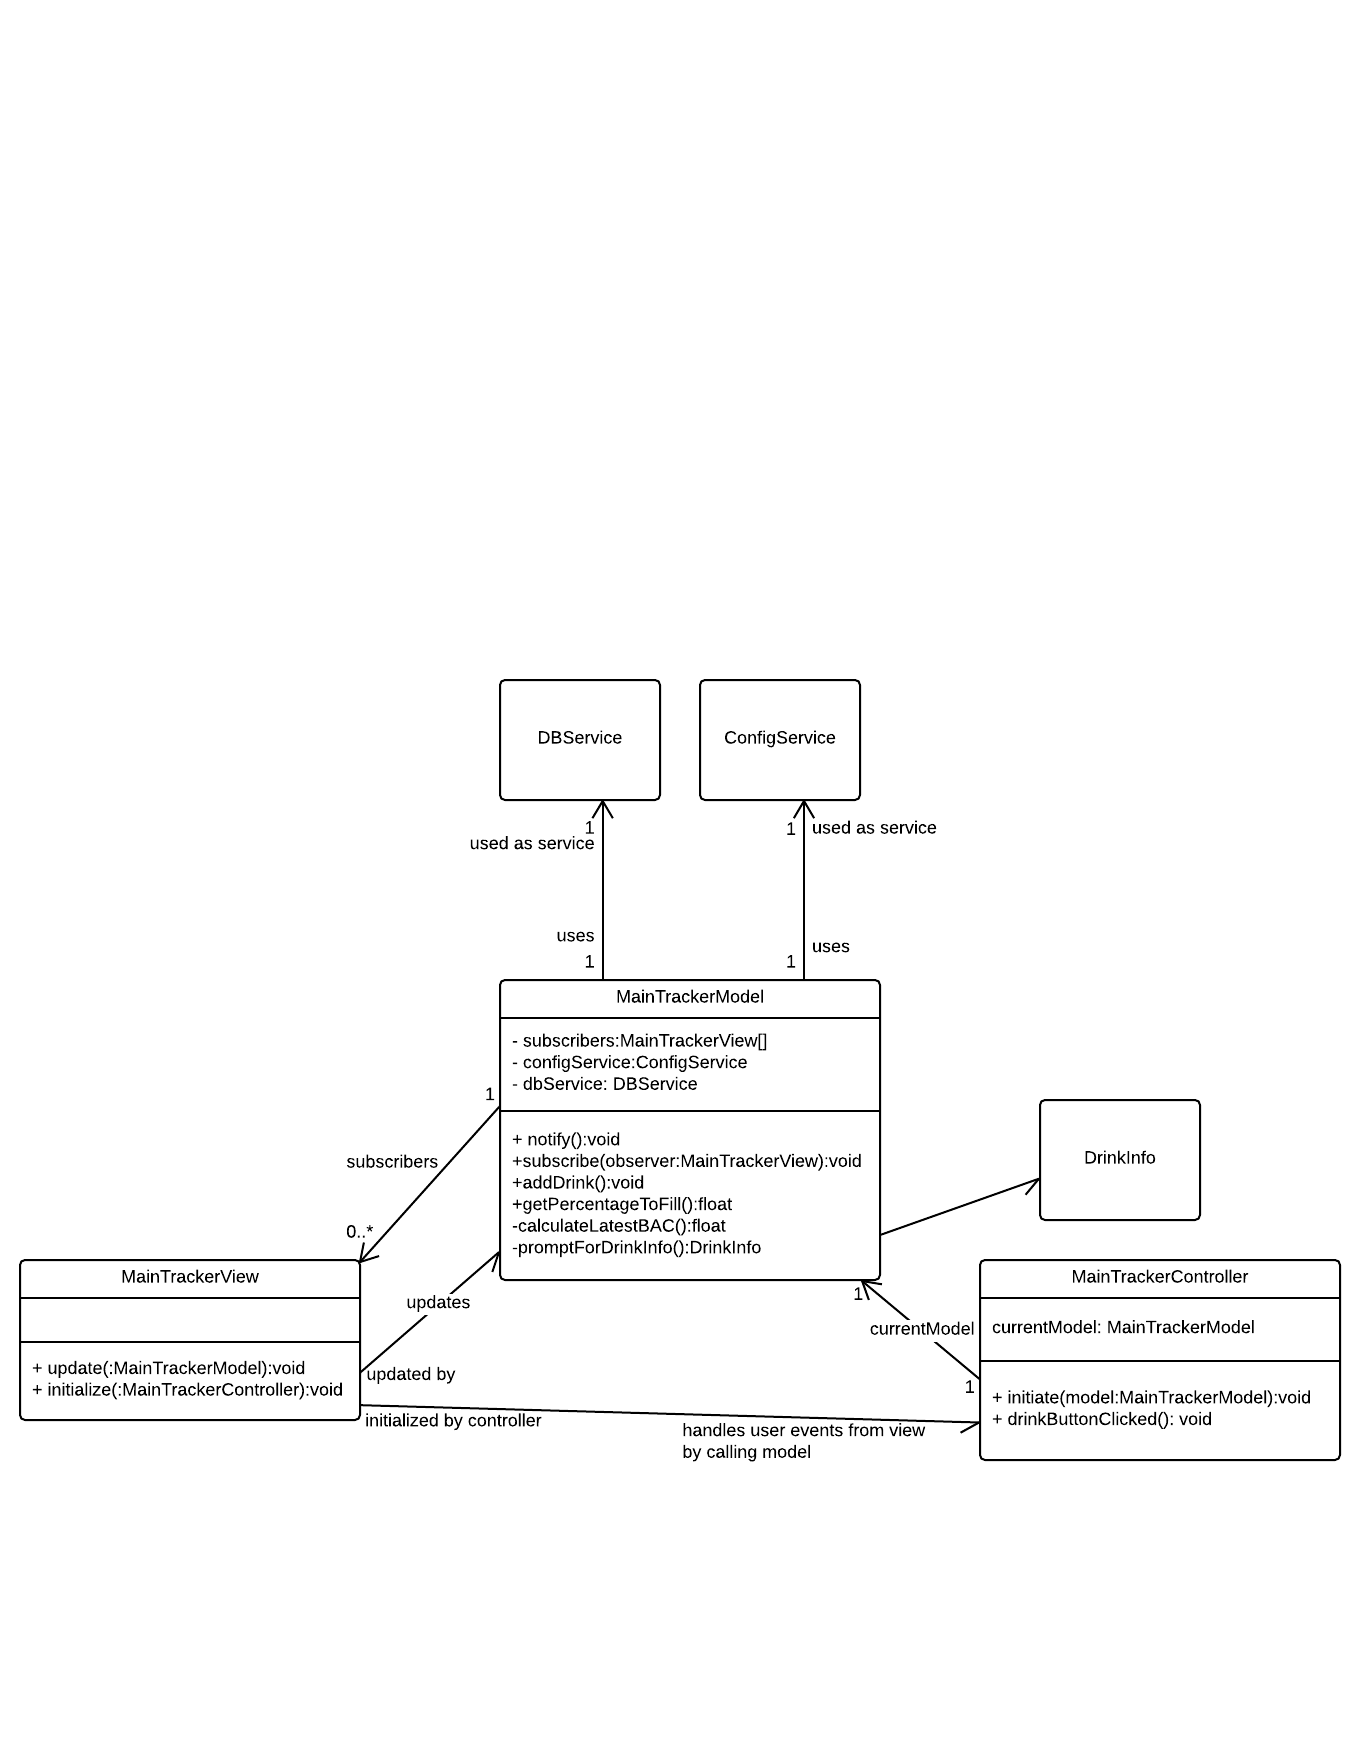 DBService
ConfigService
1
used as service
1
used as service
uses
1
uses
1
MainTrackerModel
- subscribers:MainTrackerView[]
- configService:ConfigService
- dbService: DBService
+ notify():void
+subscribe(observer:MainTrackerView):void
+addDrink():void
+getPercentageToFill():float
-calculateLatestBAC():float
-promptForDrinkInfo():DrinkInfo
1
subscribers
0..*
DrinkInfo
MainTrackerView
+ update(:MainTrackerModel):void
+ initialize(:MainTrackerController):void
updates
updated by
1
currentModel
1
MainTrackerController
currentModel: MainTrackerModel
+ initiate(model:MainTrackerModel):void
+ drinkButtonClicked(): void
initialized by controller
handles user events from view
by calling model